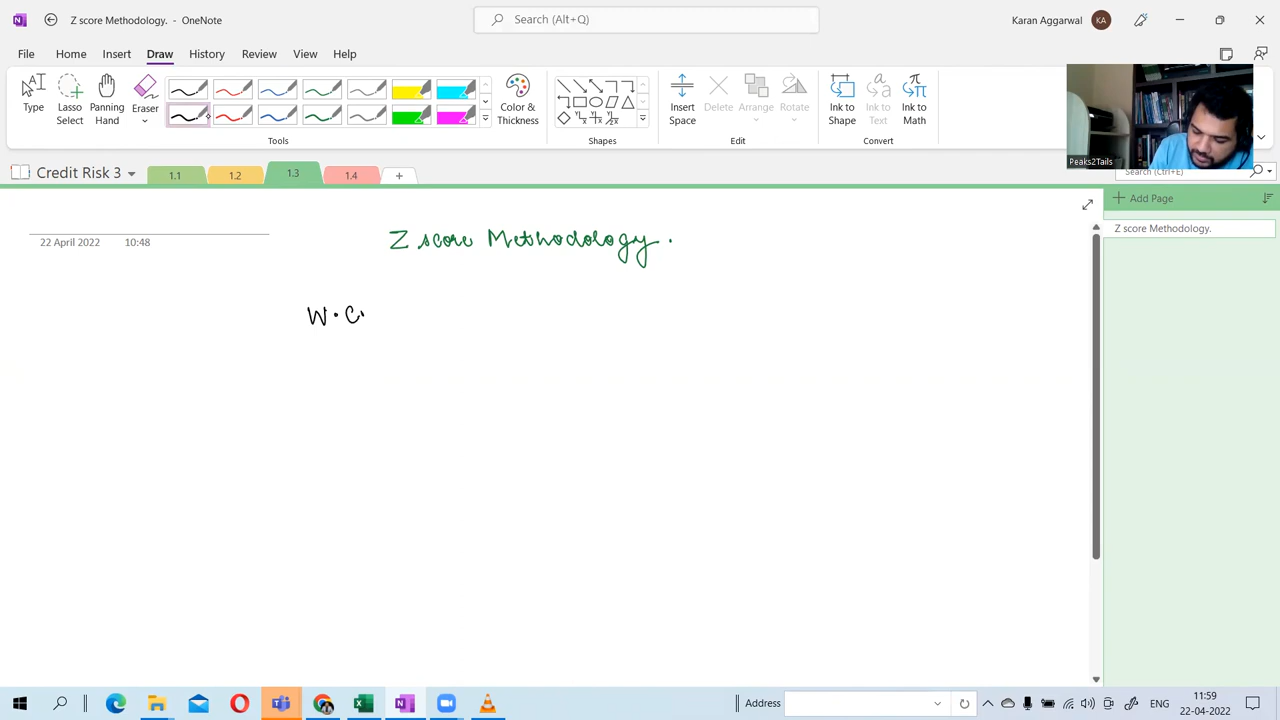 Z score Methodology. - OneNote
Search (Alt+Q)
Karan Aggarwal
KA
File Home Insert Draw History Review View Help
Type
Lasso Select
Panning Hand
Eraser
Color & Thickness
Insert Space
Delete
Arrange
Rotate
Ink to Shape
Ink to Text
Ink to Math
Tools
Shapes
Edit
Convert
Peaks2Tails
Credit Risk 3
1.1
1.2
1.3
1.4
Search (Ctrl+E)
Add Page
Z score Methodology.
22 April 2022 10:48
Z score Methodology.
W.C.
Address
ENG
11:59
22-04-2022